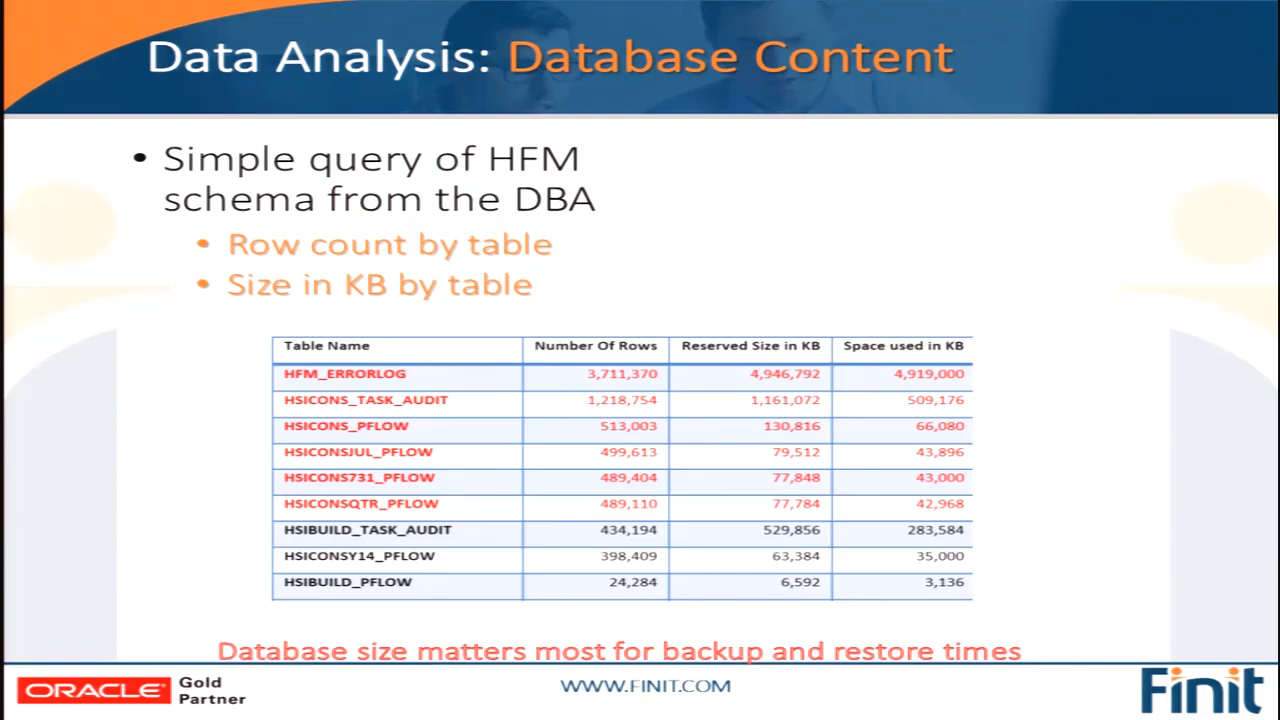 Data Analysis: Database Content
• Simple query of HFM
schema from the DBA
• Row count by table
• Size in KB by table
Table Name Number Of Rows Reserved Size in KB Space used in KB
HFM_ERRORLOG 3,711,370 4,946,792 4,919,000
HSICONS_TASK_AUDIT 1,218,754 1,161,072 509,176
HSICONS_PFLOW 513,003 130,816 66,080
HSICONSJUL_PFLOW 499,613 79,512 43,896
HSICONS731_PFLOW 489,404 77,848 43,000
HSICONSQTR_PFLOW 489,110 77,784 42,968
HSIBUILD_TASK_AUDIT 434,194 529,856 283,584
HSICONSY14_PFLOW 398,409 63,384 35,000
HSIBUILD_PFLOW 24,284 6,592 3,136
Database size matters most for backup and restore times
ORACLE Gold
Partner
WWW.FINIT.COM
Finit